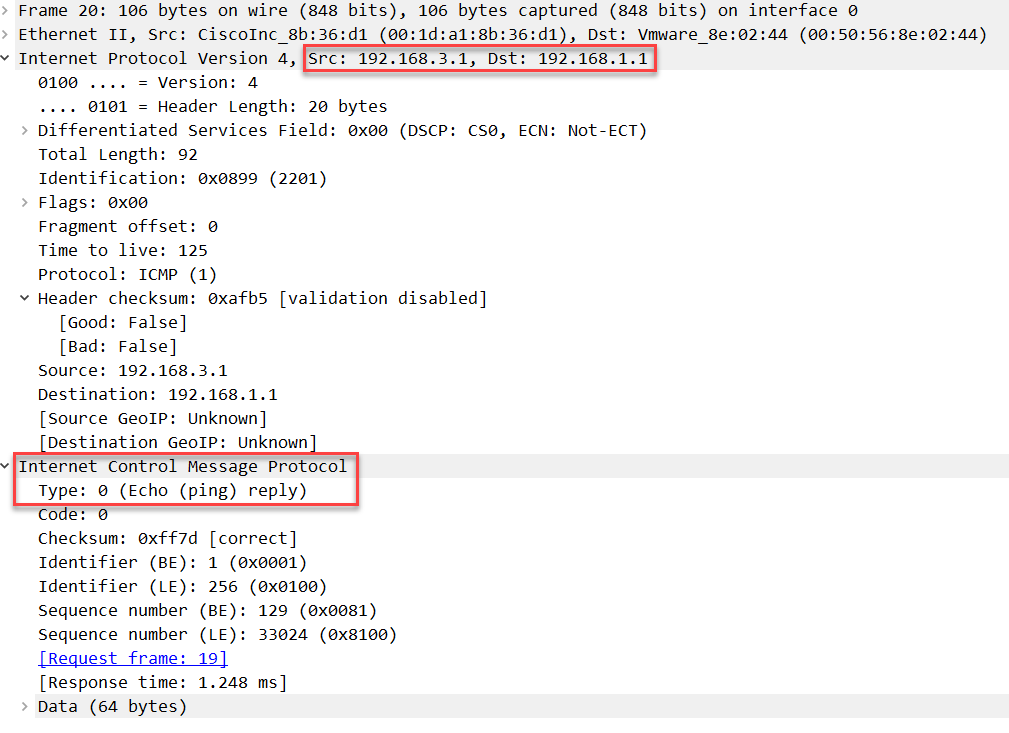 Frame 20: 106 bytes on wire (848 bits), 106 bytes captured (848 bits) on interface 0
Ethernet II, Src: CiscoInc_8b:36:d1 (00:1d:a1:8b:36:d1), Dst: Vmware_8e:02:44 (00:50:56:8e:02:44)
Internet Protocol Version 4, Src: 192.168.3.1, Dst: 192.168.1.1
0100 .... = Version: 4
.... 0101 = Header Length: 20 bytes
Differentiated Services Field: 0x00 (DSCP: CS0, ECN: Not-ECT)
Total Length: 92
Identification: 0x0899 (2201)
Flags: 0x00
Fragment offset: 0
Time to live: 125
Protocol: ICMP (1)
Header checksum: 0xafb5 [validation disabled]
[Good: False]
[Bad: False]
Source: 192.168.3.1
Destination: 192.168.1.1
[Source GeoIP: Unknown]
[Destination GeoIP: Unknown]
Internet Control Message Protocol
Type: 0 (Echo (ping) reply)
Code: 0
Checksum: 0xff7d [correct]
Identifier (BE): 1 (0x0001)
Identifier (LE): 256 (0x0100)
Sequence number (BE): 129 (0x0081)
Sequence number (LE): 33024 (0x8100)
[Request frame: 19]
[Response time: 1.248 ms]
Data (64 bytes)